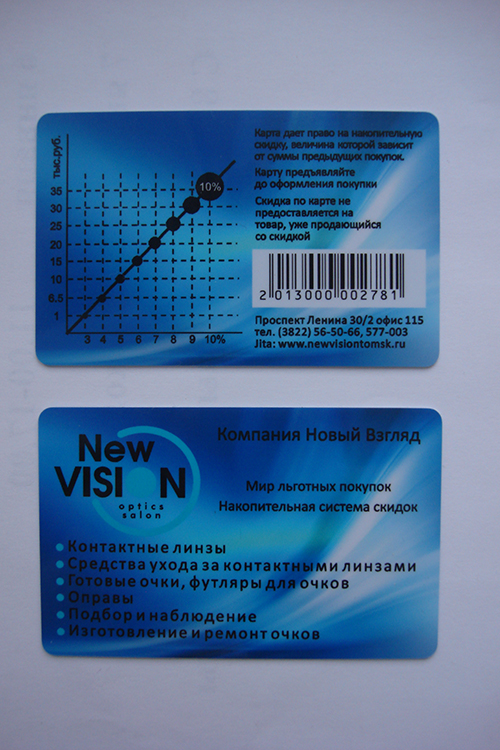 тыс.руб.
35
25
20
15
10
6.5
1
3 4 5 6 7 8 9 10%
10%
Карта дает право на накопительную
скидку, величина которой зависит
от суммы предыдущих покупок.
Карту предъявляйте
до оформления покупки
Скидка по карте не
предоставляется на
товар, уже продающийся
со скидкой
2 013000 002781
Проспект Ленина 30/2 офис 115
тел. (3822) 56-50-66, 577-003
Jita: www.newvisiontomsk.ru
New
VISION
optics
salon
Компания Новый Взгляд
Мир льготных покупок
Накопительная система скидок
Контактные линзы
Средства ухода за контактными линзами
Готовые очки, футляры для очков
Оправы
Подбор и наблюдение
Изготовление и ремонт очков